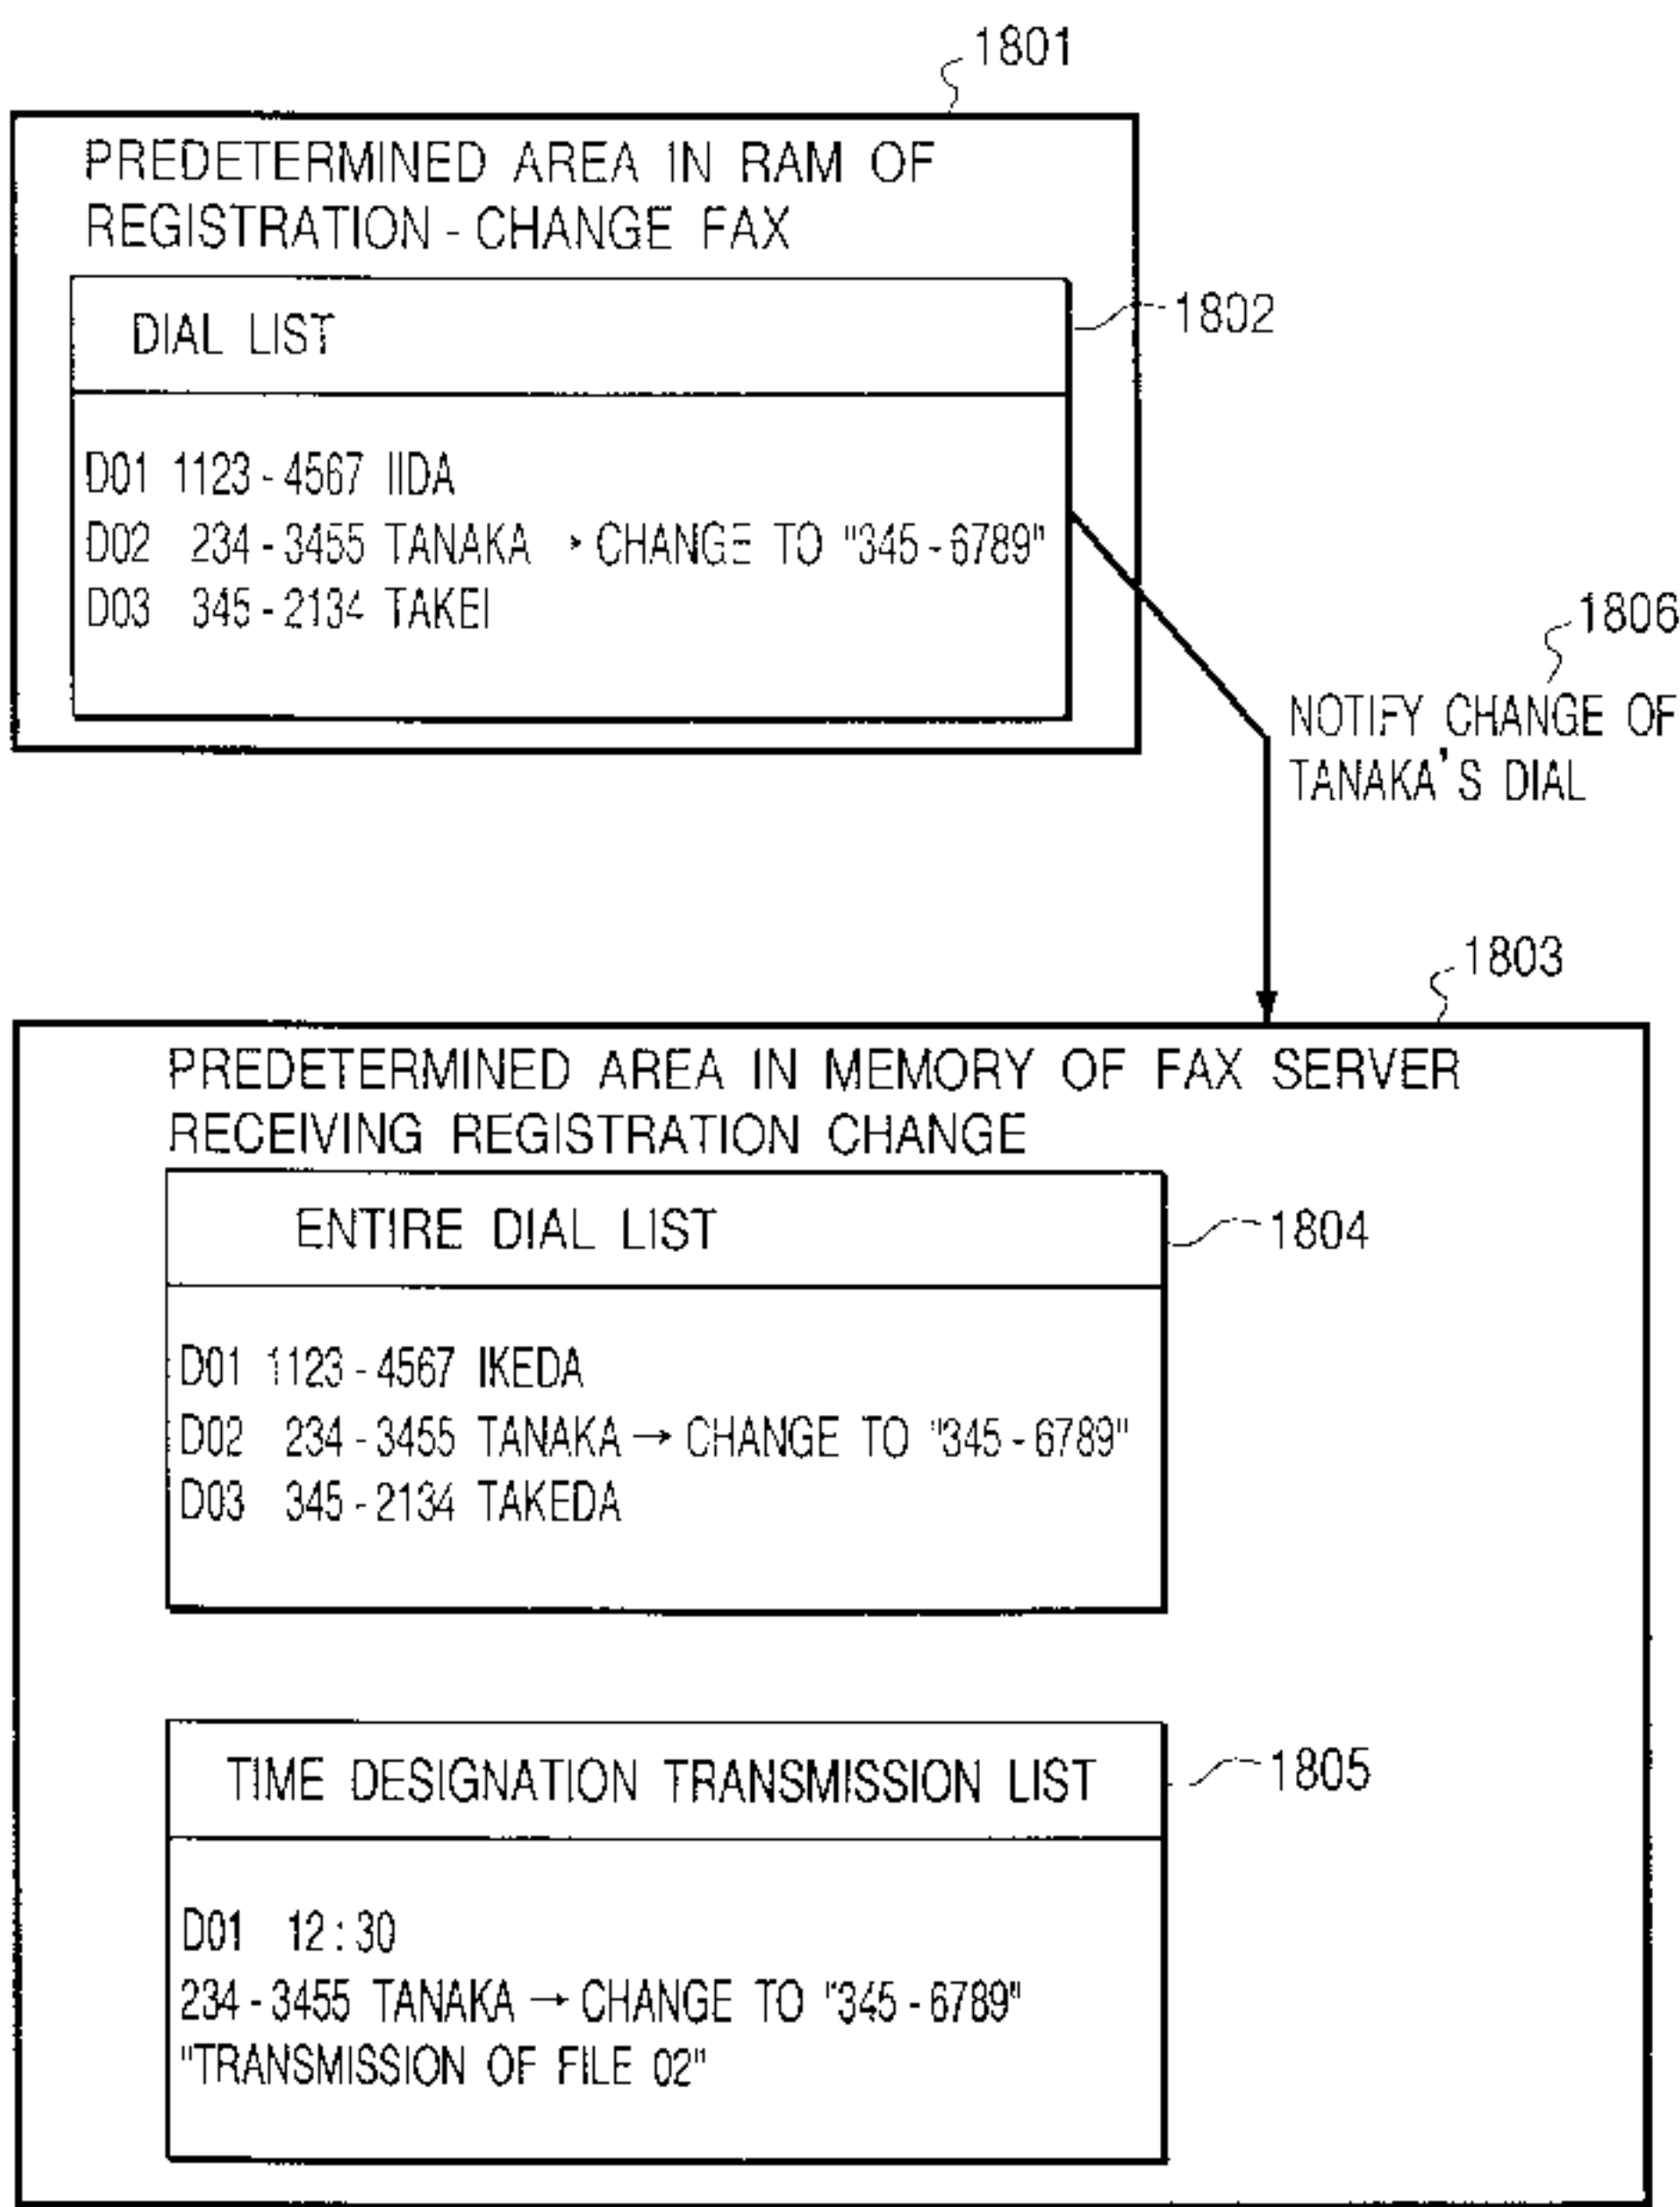 1801
PREDETERMINED AREA IN RAM OF
REGISTRATION - CHANGE FAX
DIAL LIST
1802
D01 1123 - 4567 IIDA
D02 234 - 3455 TANAKA → CHANGE TO "345 - 6789"
D03 345 - 2134 TAKEI
1806
NOTIFY CHANGE OF
TANAKA'S DIAL
1803
PREDETERMINED AREA IN MEMORY OF FAX SERVER
RECEIVING REGISTRATION CHANGE
ENTIRE DIAL LIST
1804
D01 1123 - 4567 IKEDA
D02 234 - 3455 TANAKA → CHANGE TO "345 - 6789"
D03 345 - 2134 TAKEDA
TIME DESIGNATION TRANSMISSION LIST
1805
D01 12 : 30
234 - 3455 TANAKA → CHANGE TO "345 - 6789"
"TRANSMISSION OF FILE 02"